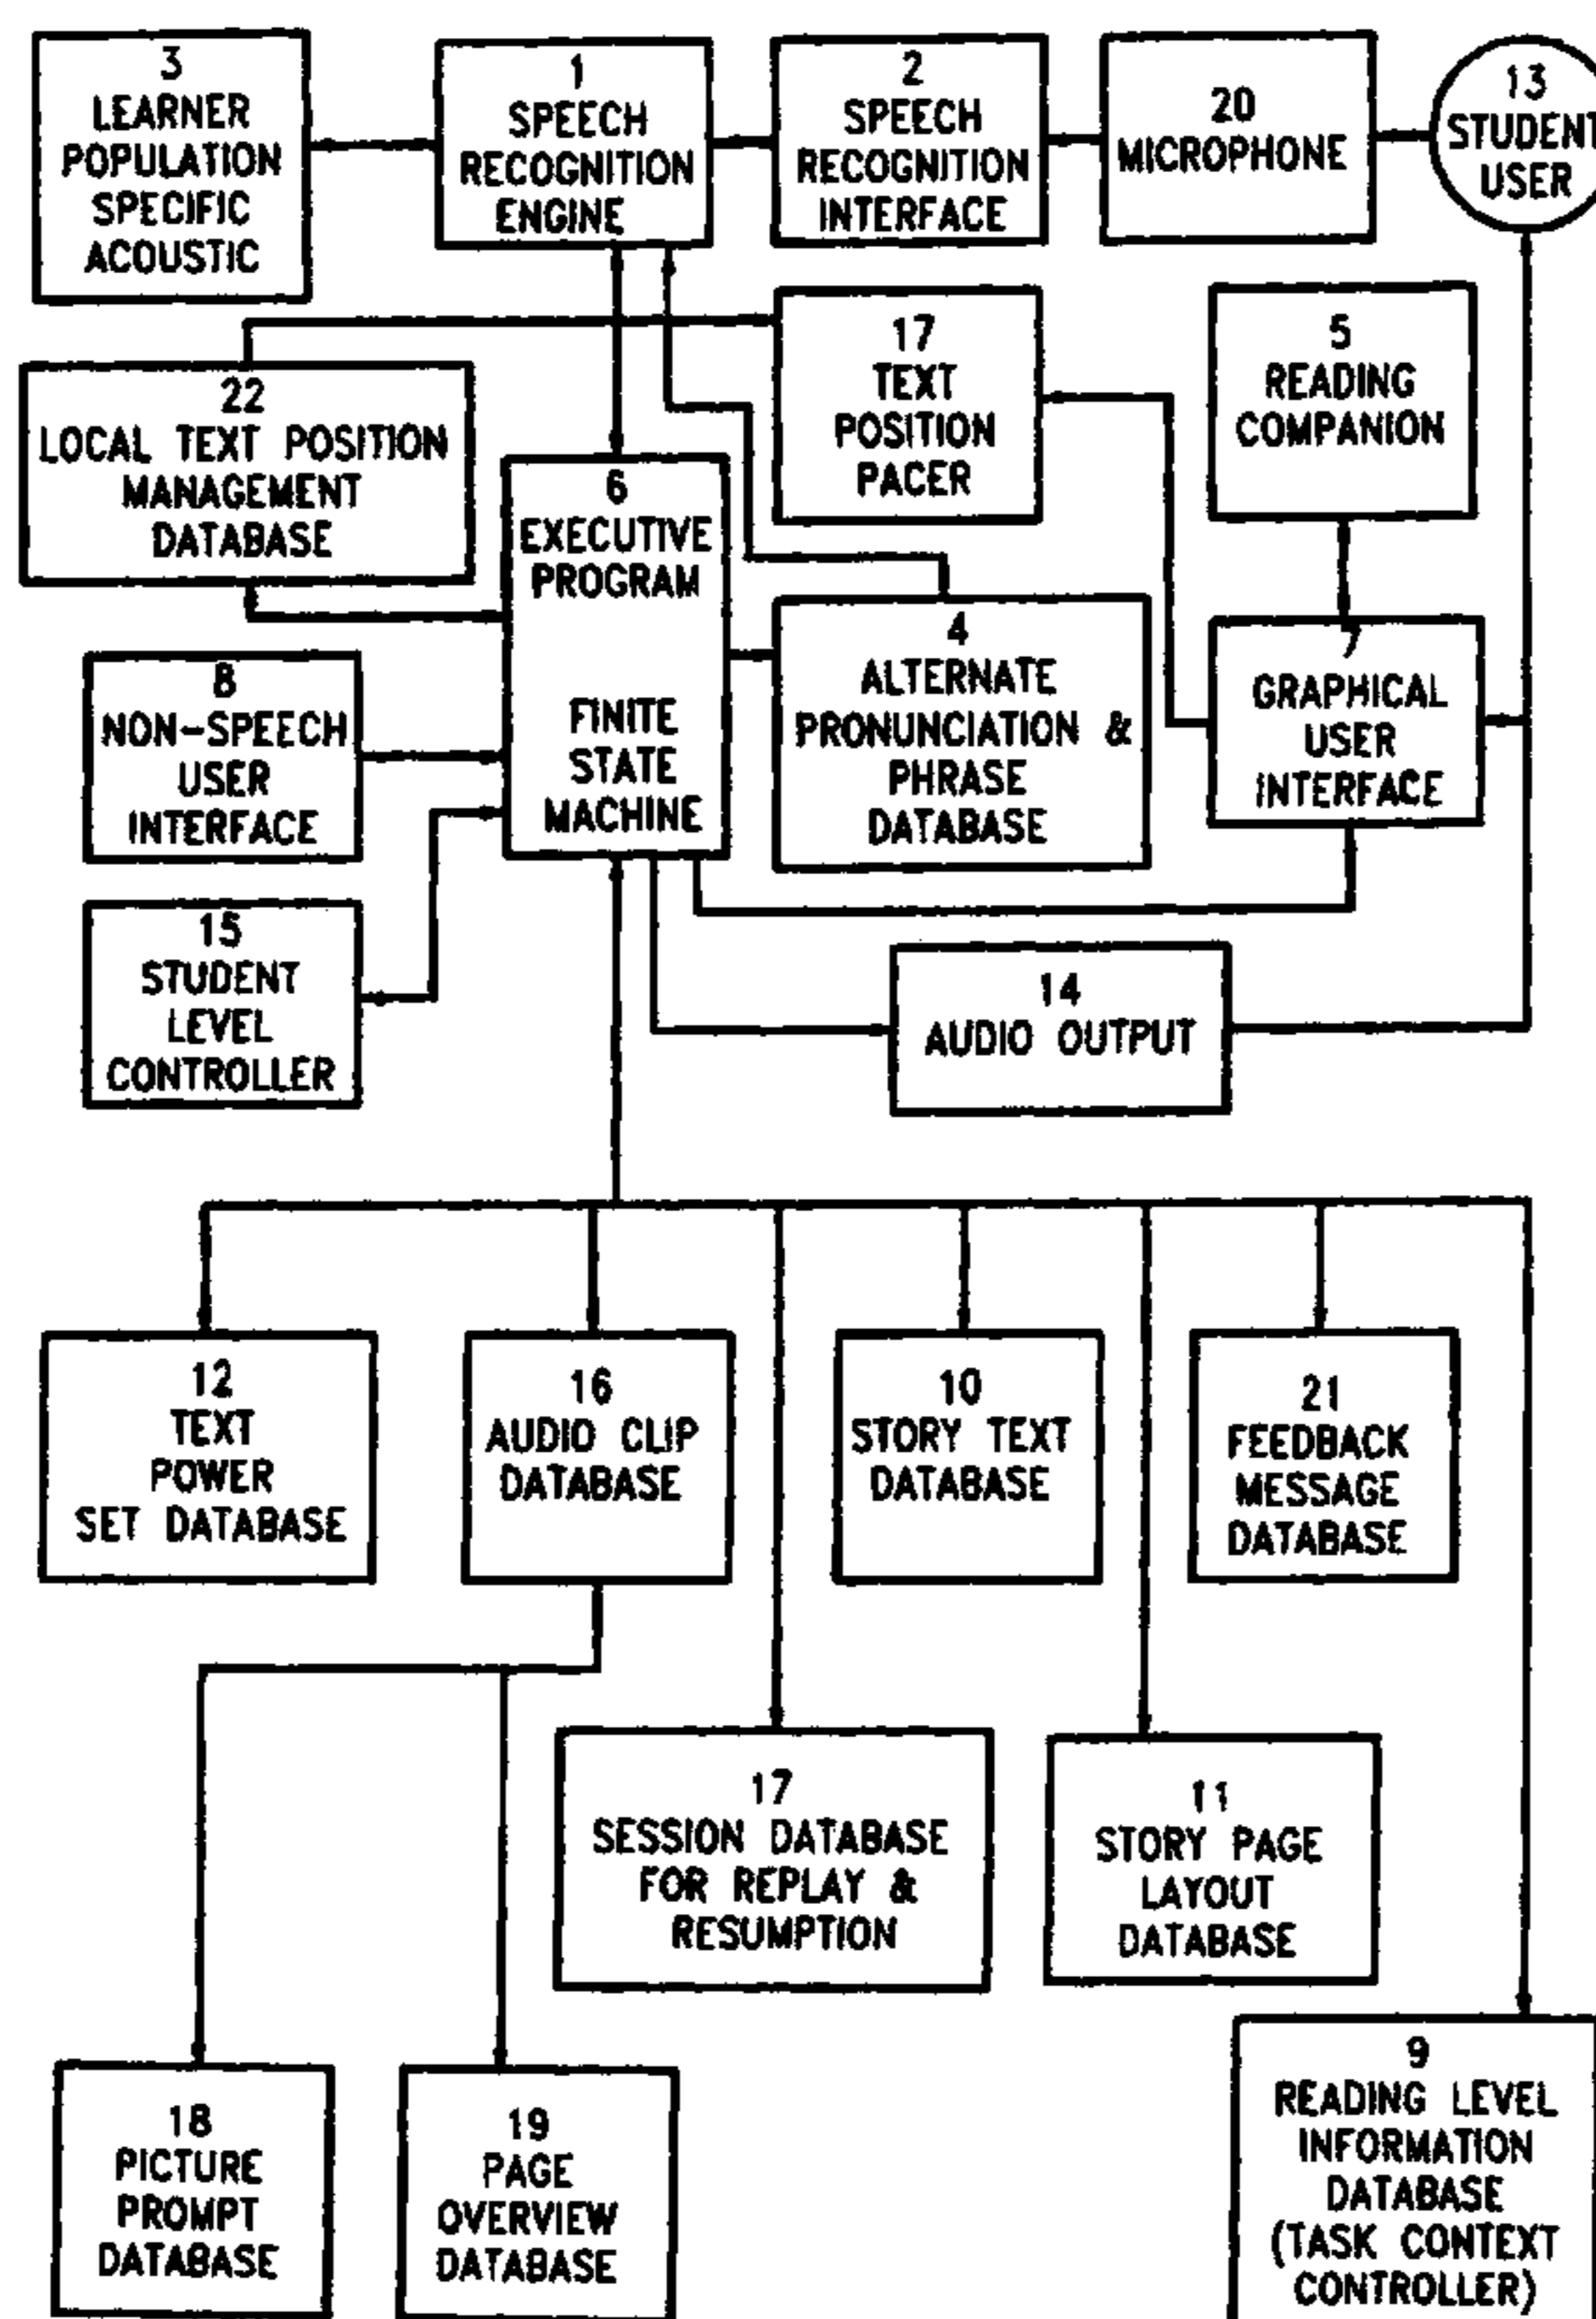 3
LEARNER
POPULATION
SPECIFIC
ACOUSTIC
1
SPEECH
RECOGNITION
ENGINE
2
SPEECH
RECOGNITION
INTERFACE
20
MICROPHONE
13
STUDENT
USER
22
LOCAL TEXT POSITION
MANAGEMENT
DATABASE
17
TEXT
POSITION
PACER
5
READING
COMPANION
6
EXECUTIVE
PROGRAM
FINITE
STATE
MACHINE
4
ALTERNATE
PRONUNCIATION &
PHRASE
DATABASE
7
GRAPHICAL
USER
INTERFACE
8
NON-SPEECH
USER
INTERFACE
15
STUDENT
LEVEL
CONTROLLER
14
AUDIO OUTPUT
12
TEXT
POWER
SET DATABASE
16
AUDIO CLIP
DATABASE
10
STORY TEXT
DATABASE
21
FEEDBACK
MESSAGE
DATABASE
17
SESSION DATABASE
FOR REPLAY &
RESUMPTION
11
STORY PAGE
LAYOUT
DATABASE
18
PICTURE
PROMPT
DATABASE
19
PAGE
OVERVIEW
DATABASE
9
READING LEVEL
INFORMATION
DATABASE
(TASK CONTEXT
CONTROLLER)